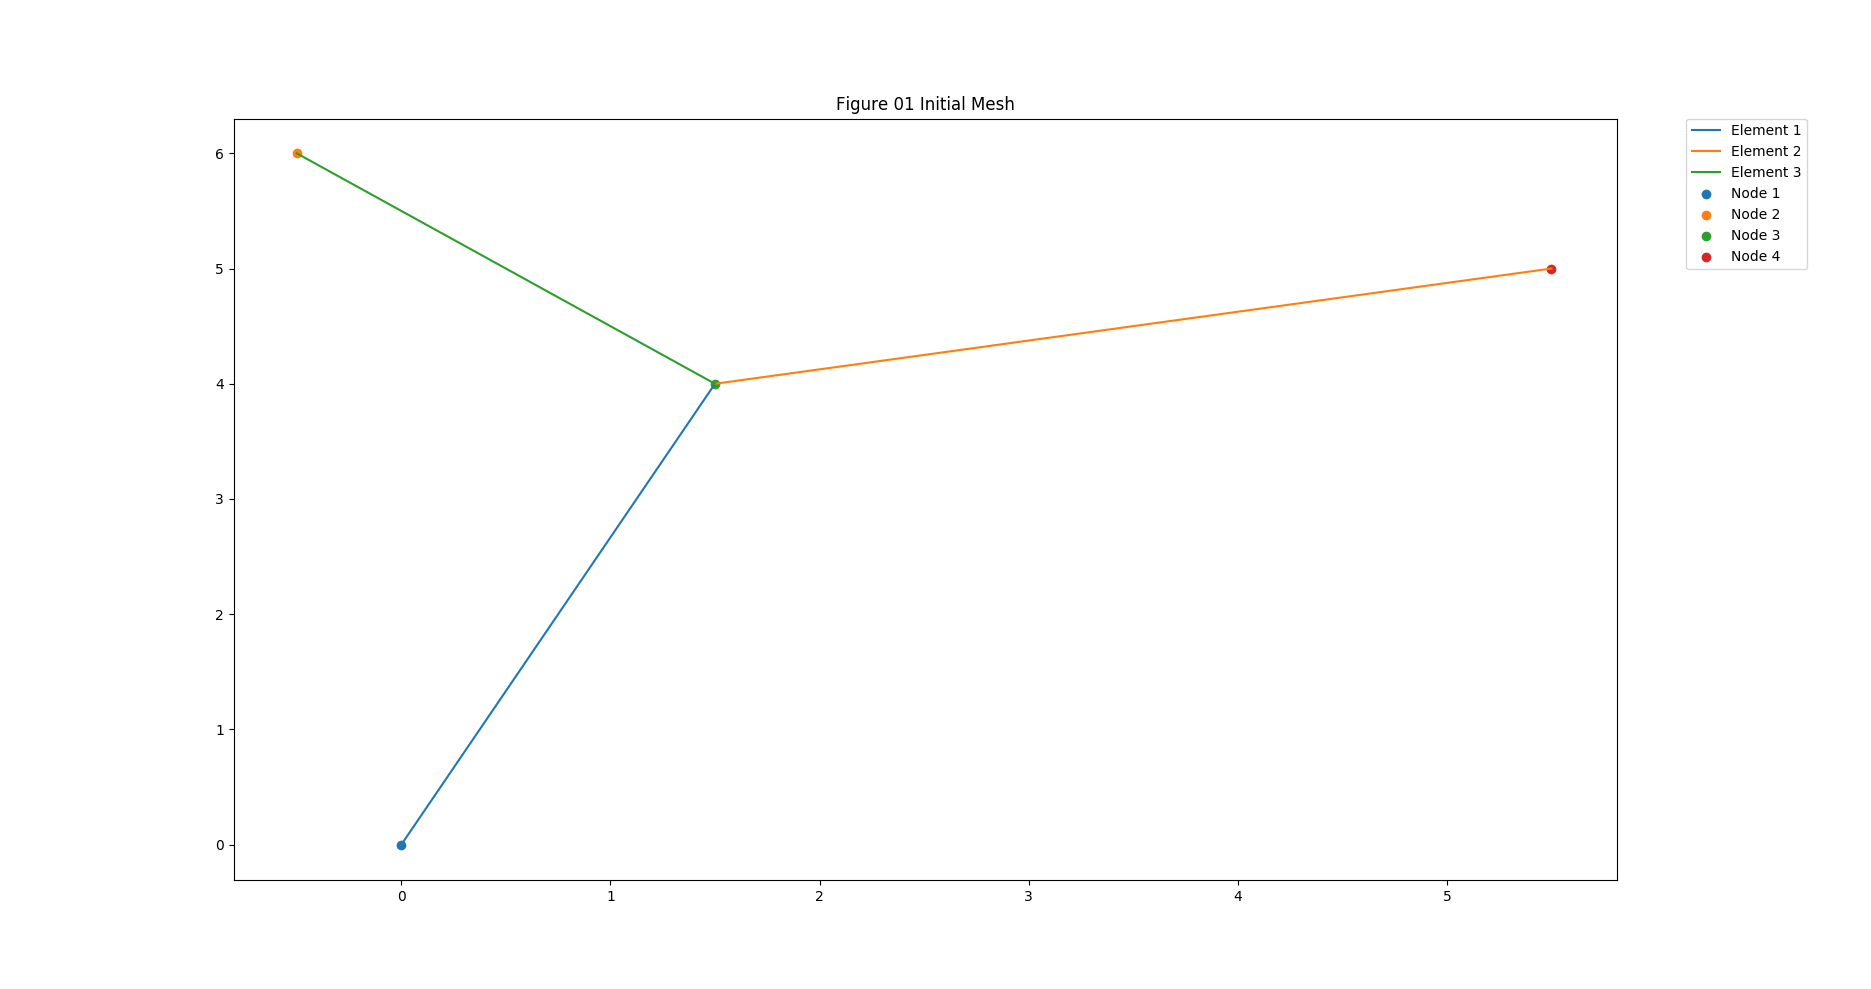 Figure 01 Initial Mesh
Element 1
Element 2
Element 3
Node 1
Node 2
Node 3
Node 4
6
5
4
3
2
1
0
0 1 2 3 4 5